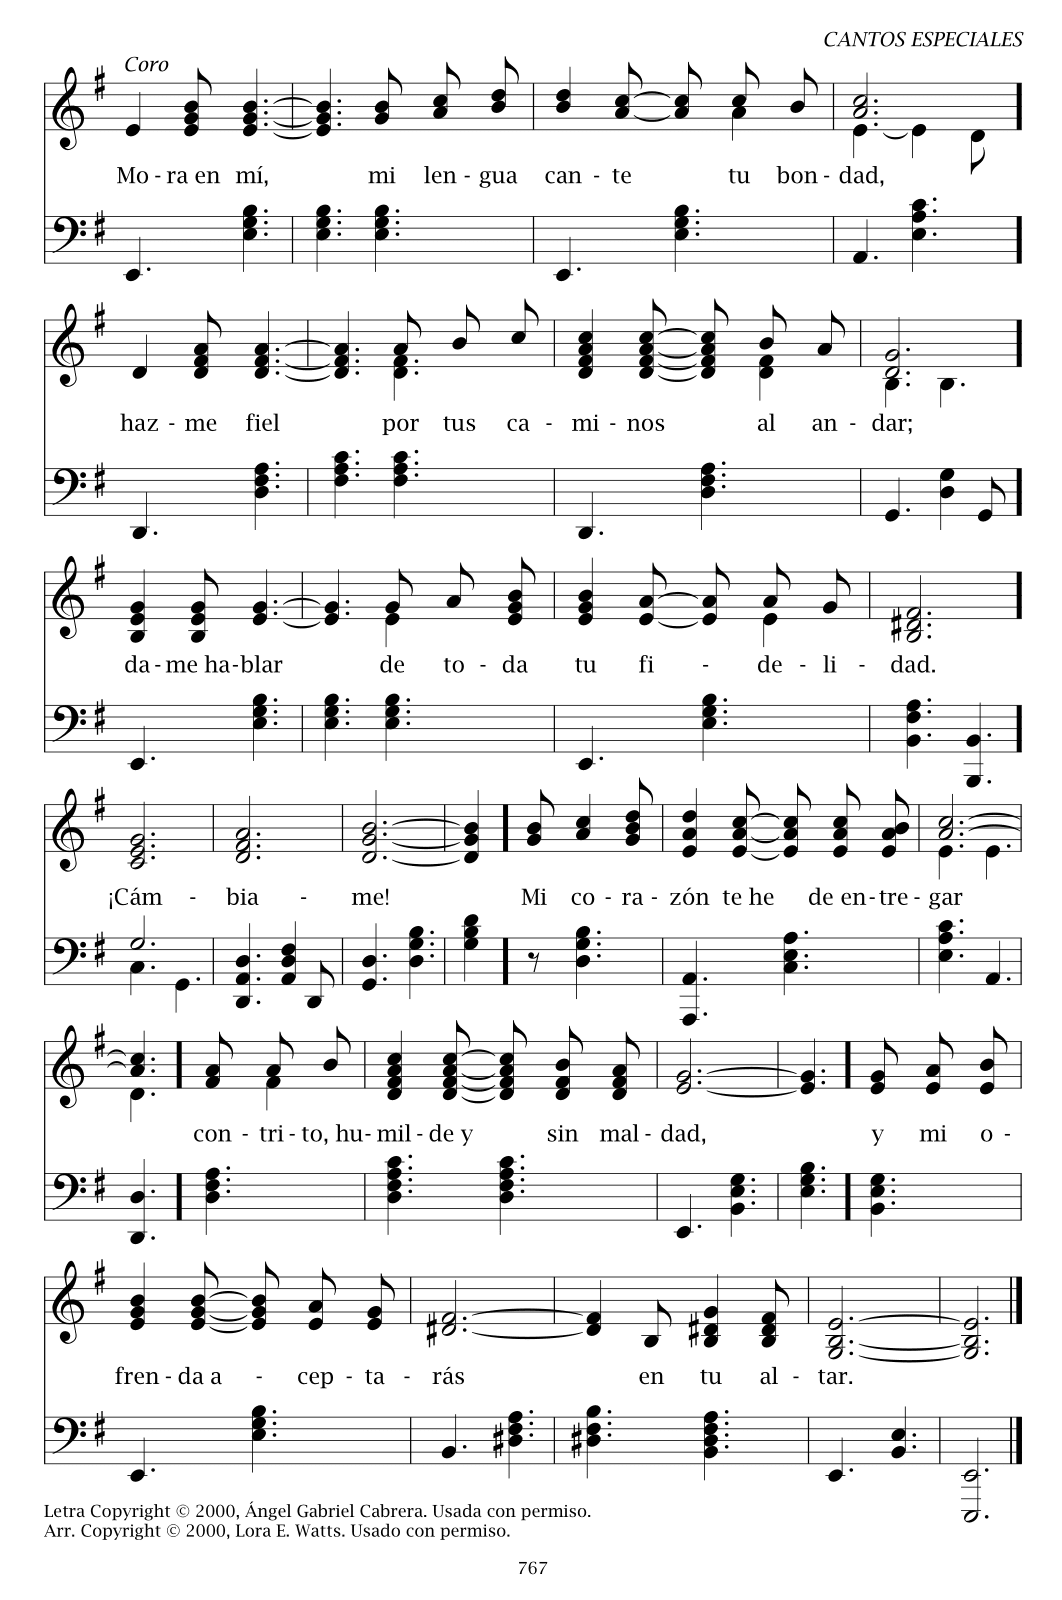 CANTOS ESPECIALES
Coro
Mo - ra en mí, mi len - gua can - te tu bon - dad,
haz - me fiel por tus ca - mi - nos al an - dar;
da - me ha - blar de to - da tu fi - de - li - dad.
¡Cám - bia - me! Mi co - ra - zón te he de en - tre - gar
con - tri - to, hu - mil - de y sin mal - dad, y mi o -
fren - da a - cep - ta - rás en tu al - tar.
Letra Copyright © 2000, Ángel Gabriel Cabrera. Usada con permiso.
Arr. Copyright © 2000, Lora E. Watts. Usado con permiso.
767